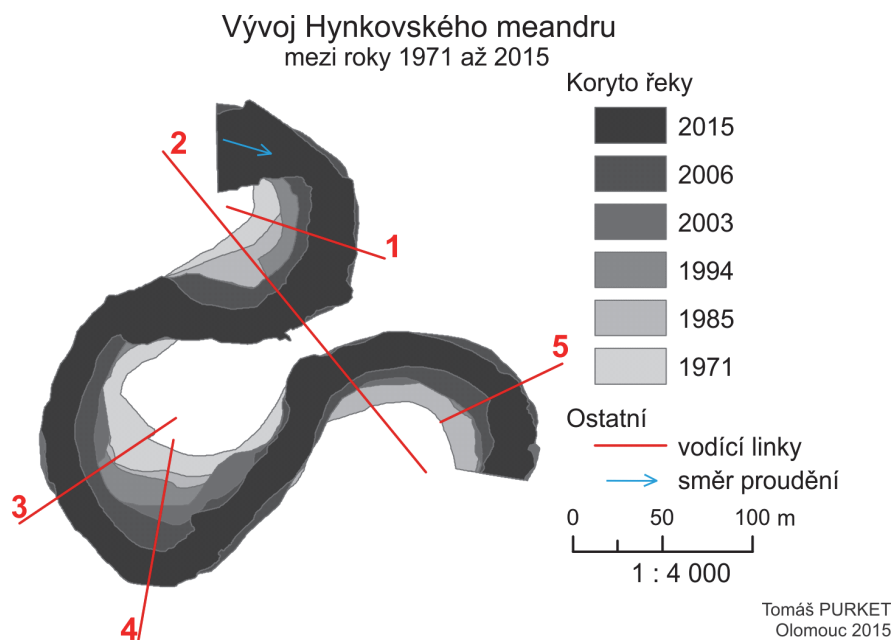 Vývoj Hynkovského meandru
mezi roky 1971 až 2015
Koryto řeky
2015
2006
2003
1994
1985
1971
Ostatní
vodící linky
směr proudění
0 50 100 m
1 : 4 000
Tomáš PURKET
Olomouc 2015
2
1
5
3
4